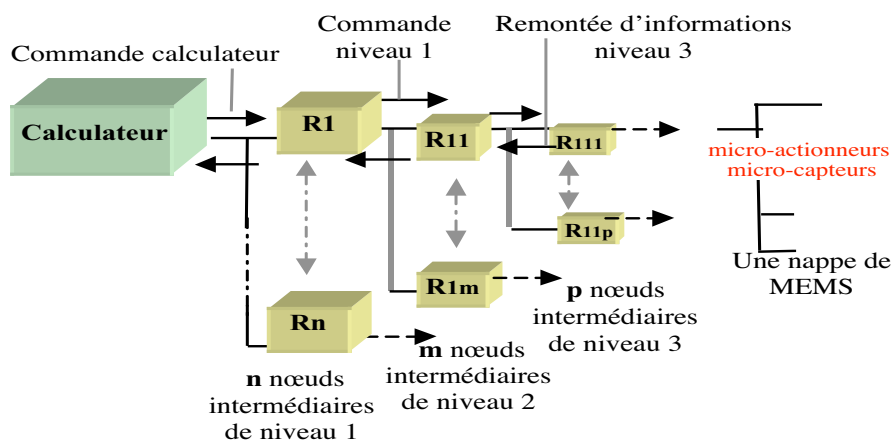 Commande calculateur
Commande
niveau 1
Remontée d'informations
niveau 3
Calculateur
R1
R11
R111
micro-actionneurs
micro-capteurs
R11p
Une nappe de
MEMS
Rn
R1m
p nœuds
intermédiaires
de niveau 3
m nœuds
intermédiaires
de niveau 2
n nœuds
intermédiaires
de niveau 1